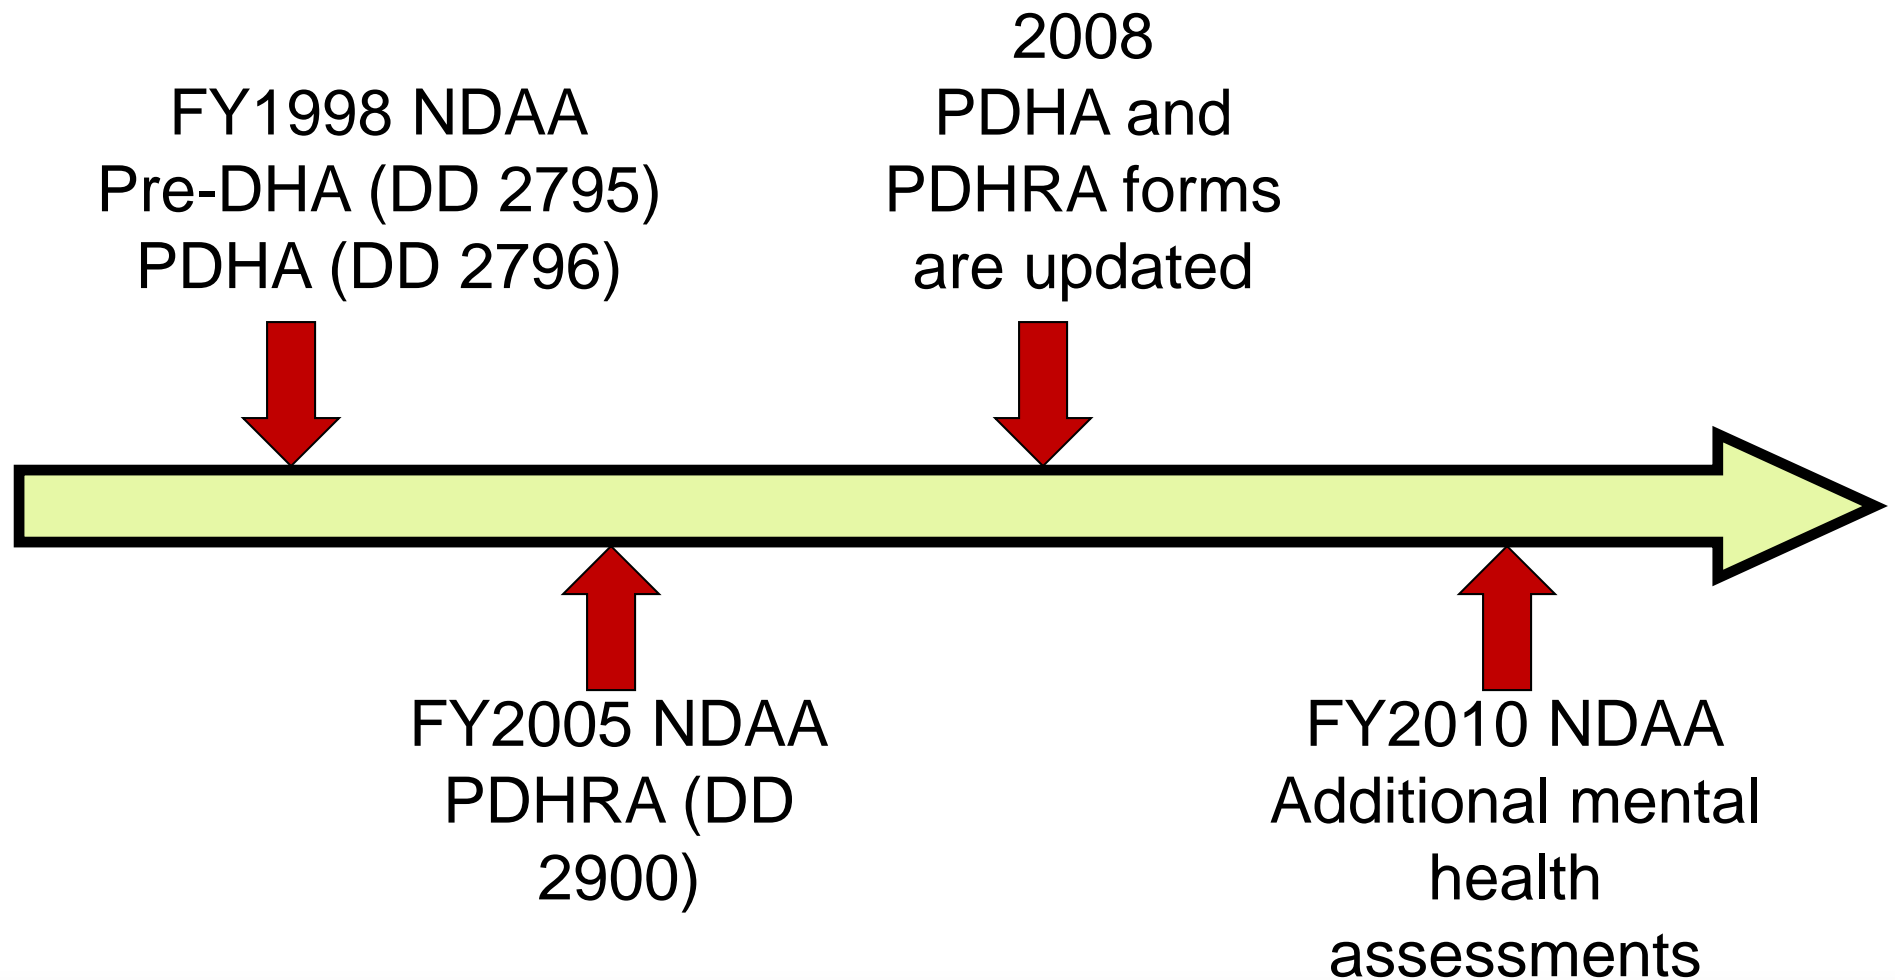 FY1998 NDAA
Pre-DHA (DD 2795)
PDHA (DD 2796)
2008
PDHA and
PDHRA forms
are updated
FY2005 NDAA
PDHRA (DD
2900)
FY2010 NDAA
Additional mental
health
assessments